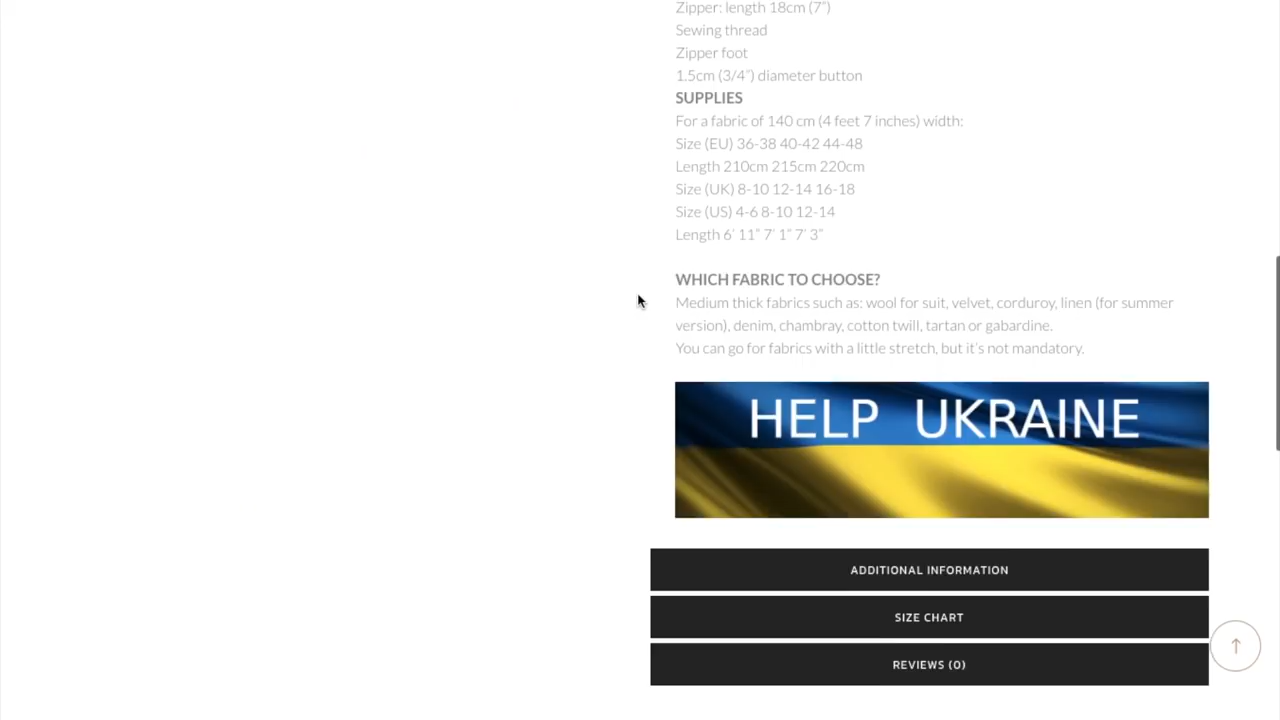 Zipper: length 18cm (7”)
Sewing thread
Zipper foot
1.5cm (3/4”) diameter button
SUPPLIES
For a fabric of 140 cm (4 feet 7 inches) width:
Size (EU) 36-38 40-42 44-48
Length 210cm 215cm 220cm
Size (UK) 8-10 12-14 16-18
Size (US) 4-6 8-10 12-14
Length 6′ 11″ 7′ 1″ 7′ 3″
WHICH FABRIC TO CHOOSE?
Medium thick fabrics such as: wool for suit, velvet, corduroy, linen (for summer
version), denim, chambray, cotton twill, tartan or gabardine.
You can go for fabrics with a little stretch, but it’s not mandatory.
HELP UKRAINE
ADDITIONAL INFORMATION
SIZE CHART
REVIEWS (0)